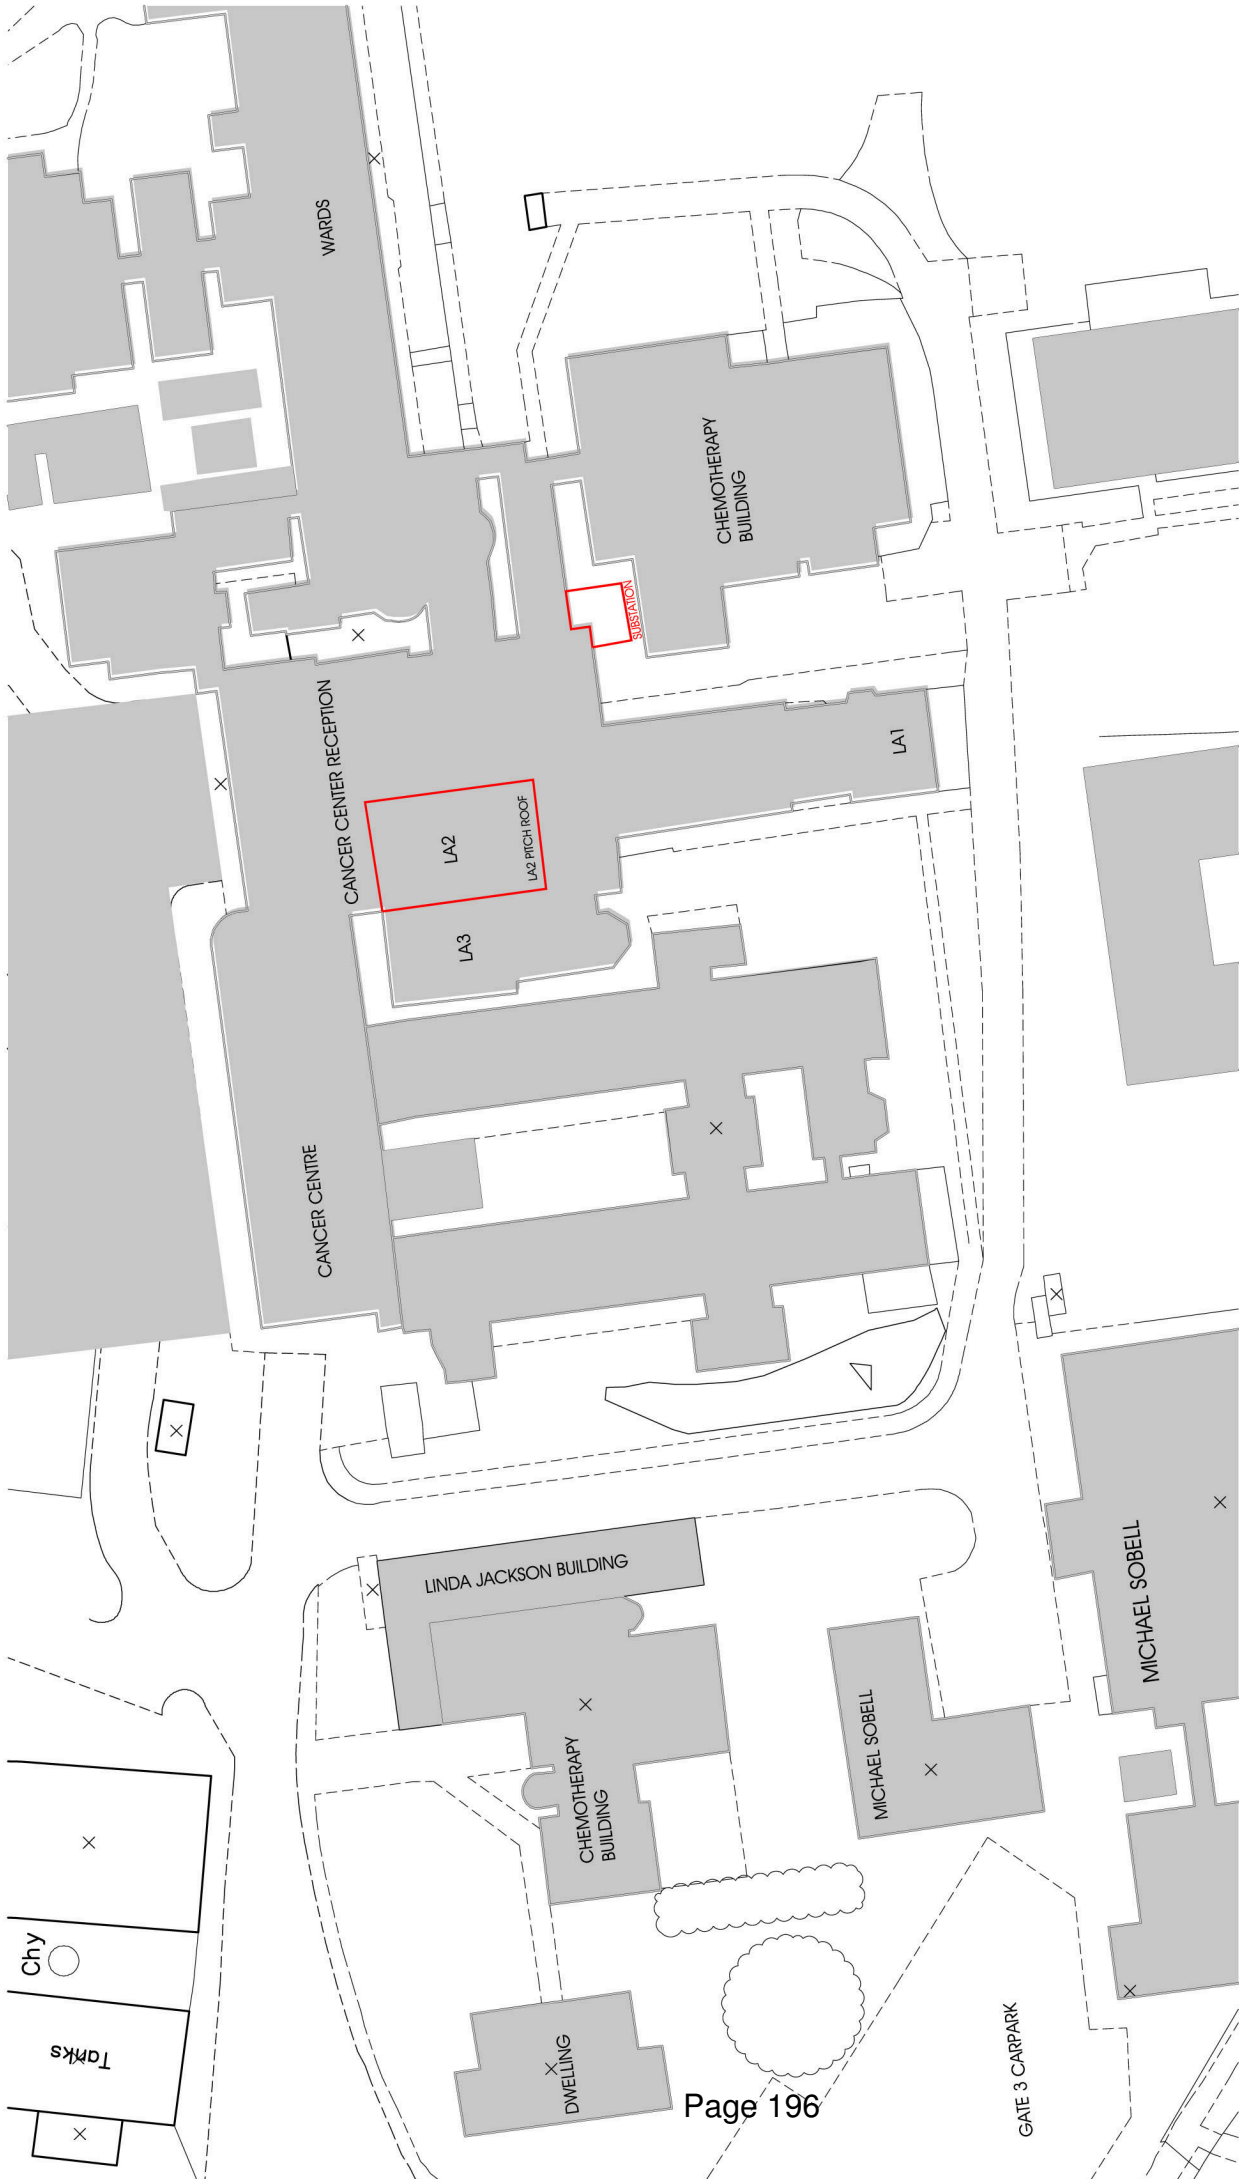 WARDS
CHEMOTHERAPY
BUILDING
SUBSTATION
CANCER CENTER RECEPTION
LA1
LA2
LA2 PITCH ROOF
LA3
CANCER CENTRE
LINDA JACKSON BUILDING
MICHAEL SOBELL
MICHAEL SOBELL
CHEMOTHERAPY
BUILDING
Chy
Tanks
DWELLING
GATE 3 CARPARK
Page 196